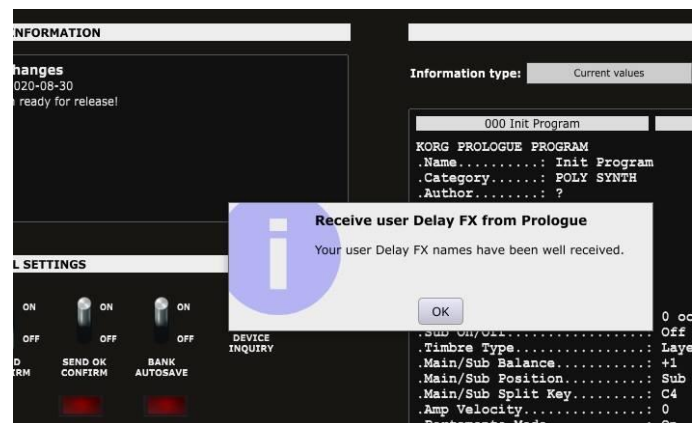 NFORMATION
hanges
020-08-30
ready for release!
Information type: Current values
000 Init Program
KORG PROLOGUE PROGRAM
.Name..........: Init Program
.Category......: POLY SYNTH
.Author........: ?
Receive user Delay FX from Prologue
Your user Delay FX names have been well received.
OK
L SETTINGS
ON ON ON
OFF OFF OFF
DEVICE
INQUIRY
SEND OK
CONFIRM
BANK
AUTOSAVE
D
IRM
0 oc
.Sub On/Off.................: Off
.Timbre Type................: Laye
.Main/Sub Balance...........: +1
.Main/Sub Position..........: Sub
.Main/Sub Split Key.........: C4
.Amp Velocity...............: 0